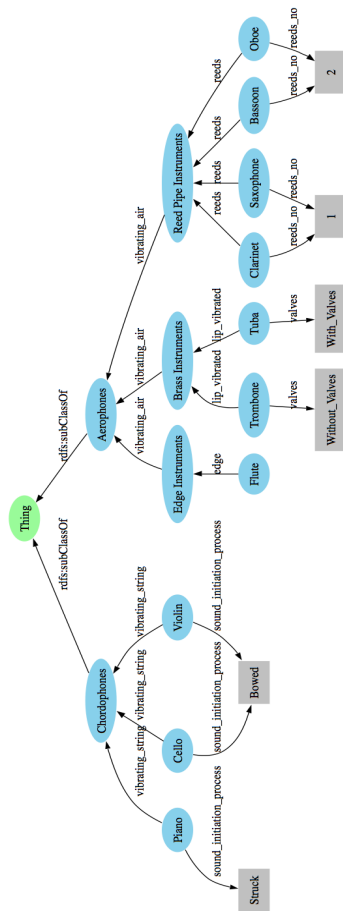 Thing
rdfs:subClassOf
rdfs:subClassOf
Chordophones
Aerophones
vibrating_string
vibrating_string
vibrating_string
vibrating_air
vibrating_air
vibrating_air
Piano
Cello
Violin
Edge Instruments
Brass Instruments
Reed Pipe Instruments
sound_initiation_process
sound_initiation_process
sound_initiation_process
edge
lip_vibrated
lip_vibrated
reeds
reeds
reeds
reeds
Flute
Trombone
Tuba
Clarinet
Saxophone
Bassoon
Oboe
valves
valves
reeds_no
reeds_no
reeds_no
reeds_no
Struck
Bowed
Without_Valves
With_Valves
1
2